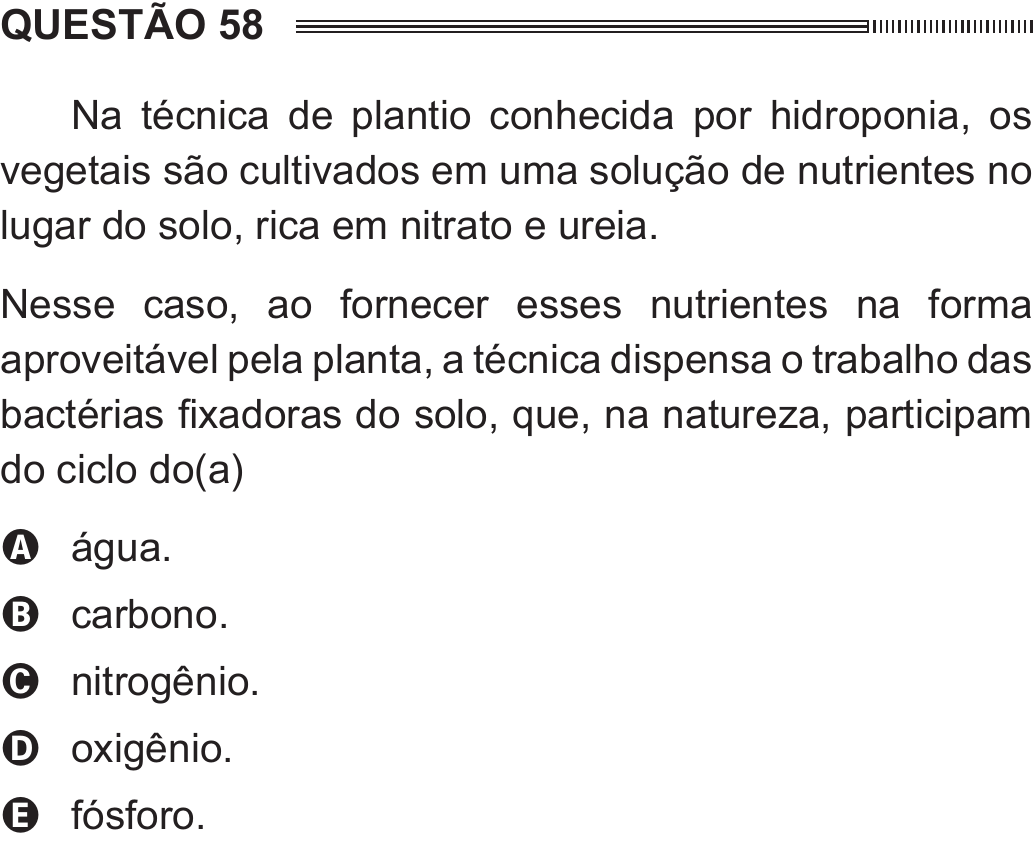 QUESTÃO 58
Na técnica de plantio conhecida por hidroponia, os
vegetais são cultivados em uma solução de nutrientes no
lugar do solo, rica em nitrato e ureia.
Nesse caso, ao fornecer esses nutrientes na forma
aproveitável pela planta, a técnica dispensa o trabalho das
bactérias fixadoras do solo, que, na natureza, participam
do ciclo do(a)
A água.
B carbono.
C nitrogênio.
D oxigênio.
E fósforo.